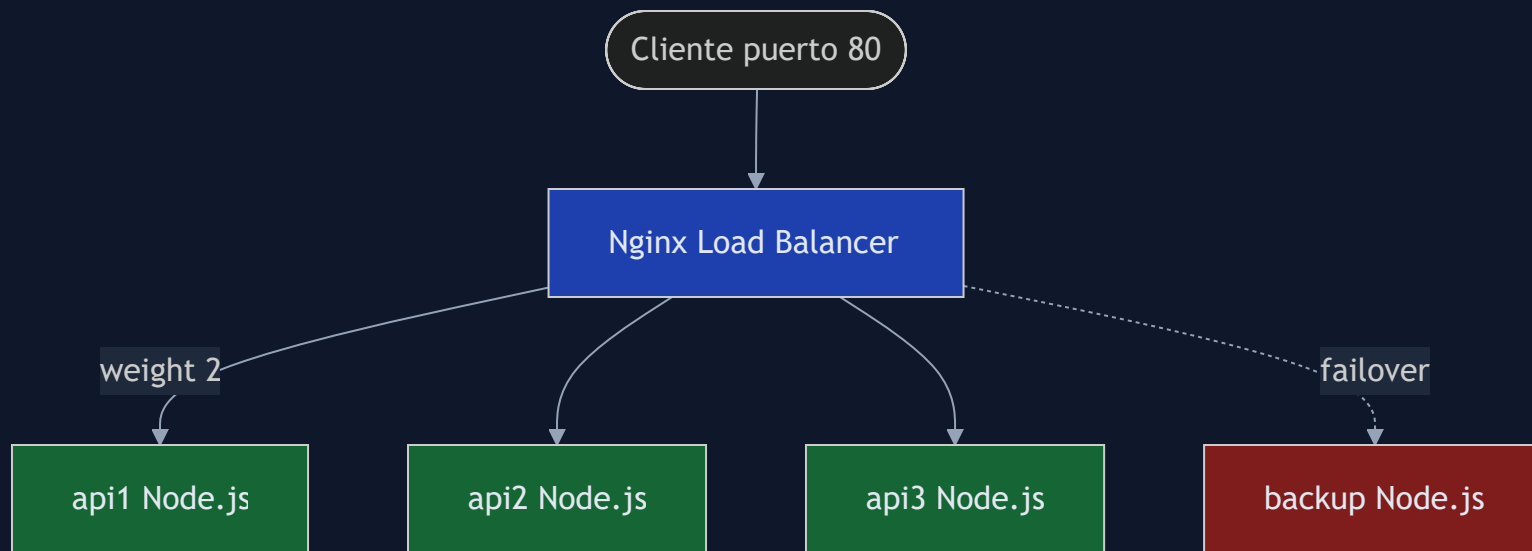 Cliente puerto 80
Nginx Load Balancer
weight 2
failover
api1 Node.js
api2 Node.js
api3 Node.js
backup Node.js